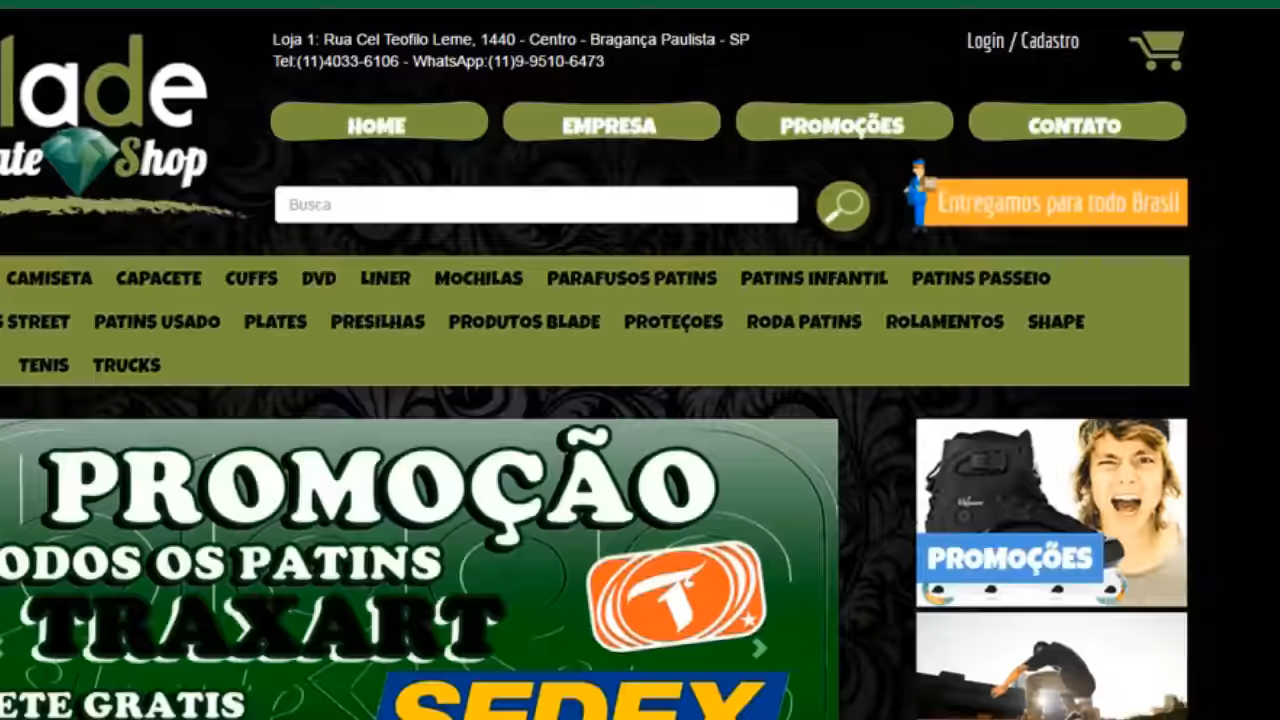 Loja 1: Rua Cel Teofilo Leme, 1440 - Centro - Bragança Paulista - SP
Tel:(11)4033-6106 - WhatsApp:(11)9-9510-6473
Login / Cadastro
lade
ate Shop
HOME
EMPRESA
PROMOÇÕES
CONTATO
Busca
Entregamos para todo Brasil
CAMISETA CAPACETE CUFFS DVD LINER MOCHILAS PARAFUSOS PATINS PATINS INFANTIL PATINS PASSEIO
S STREET PATINS USADO PLATES PRESILHAS PRODUTOS BLADE PROTEÇOES RODA PATINS ROLAMENTOS SHAPE
TENIS TRUCKS
PROMOÇÃO
ODOS OS PATINS
TRAXART
T
ETE GRATIS
SEDEX
PROMOÇÕES